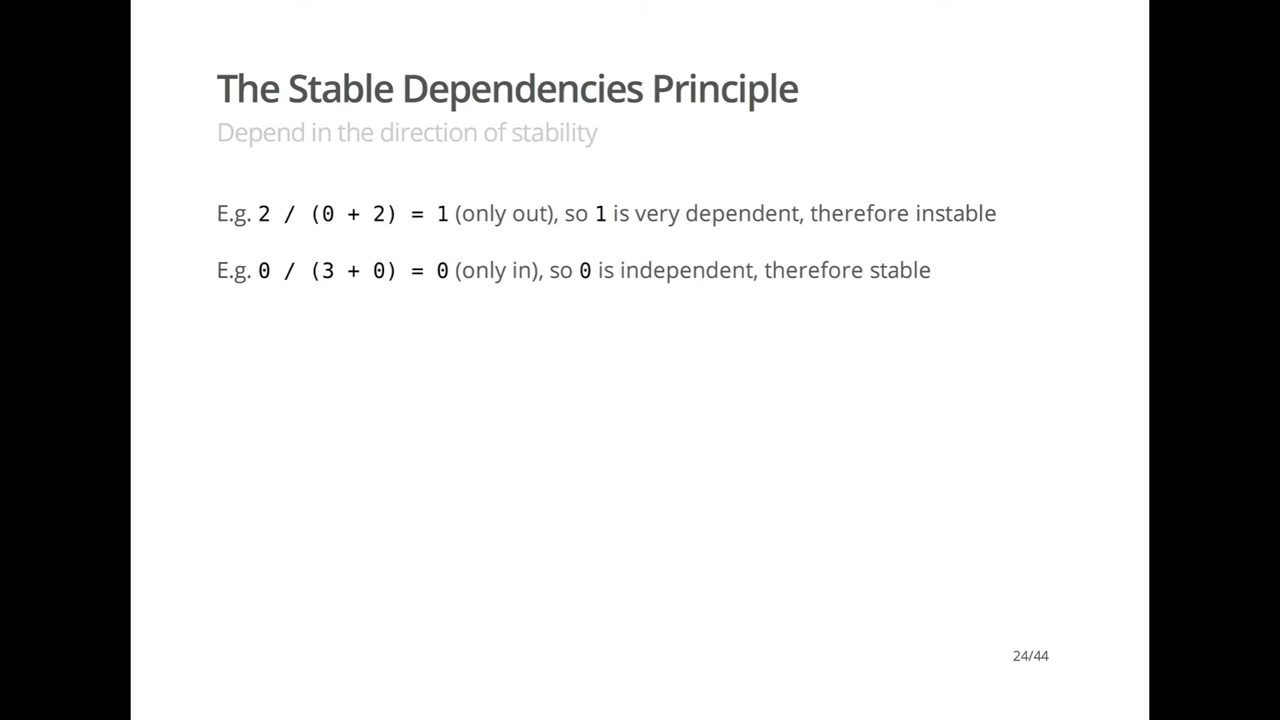 The Stable Dependencies Principle
Depend in the direction of stability
E.g. 2 / (0 + 2) = 1 (only out), so 1 is very dependent, therefore instable
E.g. 0 / (3 + 0) = 0 (only in), so 0 is independent, therefore stable
24/44